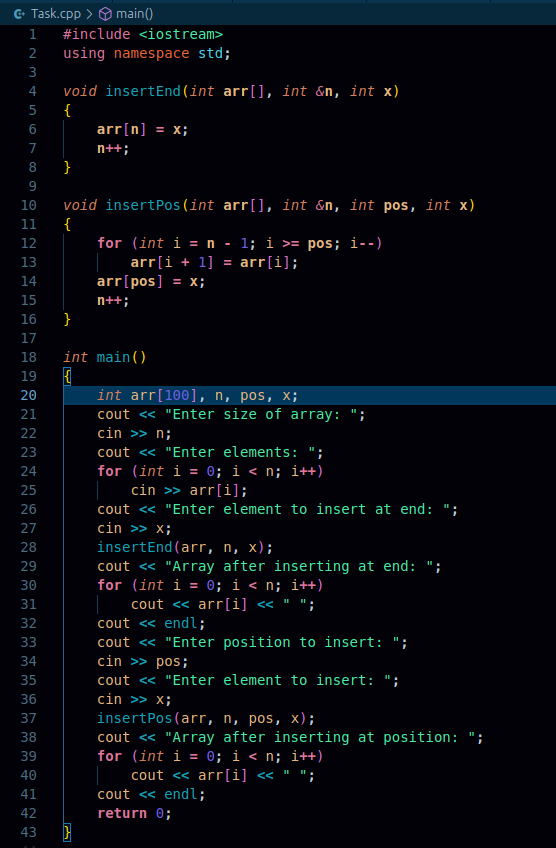 Task.cpp > main()
1 #include <iostream>
2 using namespace std;
3
4 void insertEnd(int arr[], int &n, int x)
5 {
6     arr[n] = x;
7     n++;
8 }
9
10 void insertPos(int arr[], int &n, int pos, int x)
11 {
12     for (int i = n - 1; i >= pos; i--)
13         arr[i + 1] = arr[i];
14     arr[pos] = x;
15     n++;
16 }
17
18 int main()
19 {
20     int arr[100], n, pos, x;
21     cout << "Enter size of array: ";
22     cin >> n;
23     cout << "Enter elements: ";
24     for (int i = 0; i < n; i++)
25         cin >> arr[i];
26     cout << "Enter element to insert at end: ";
27     cin >> x;
28     insertEnd(arr, n, x);
29     cout << "Array after inserting at end: ";
30     for (int i = 0; i < n; i++)
31         cout << arr[i] << " ";
32     cout << endl;
33     cout << "Enter position to insert: ";
34     cin >> pos;
35     cout << "Enter element to insert: ";
36     cin >> x;
37     insertPos(arr, n, pos, x);
38     cout << "Array after inserting at position: ";
39     for (int i = 0; i < n; i++)
40         cout << arr[i] << " ";
41     cout << endl;
42     return 0;
43 }